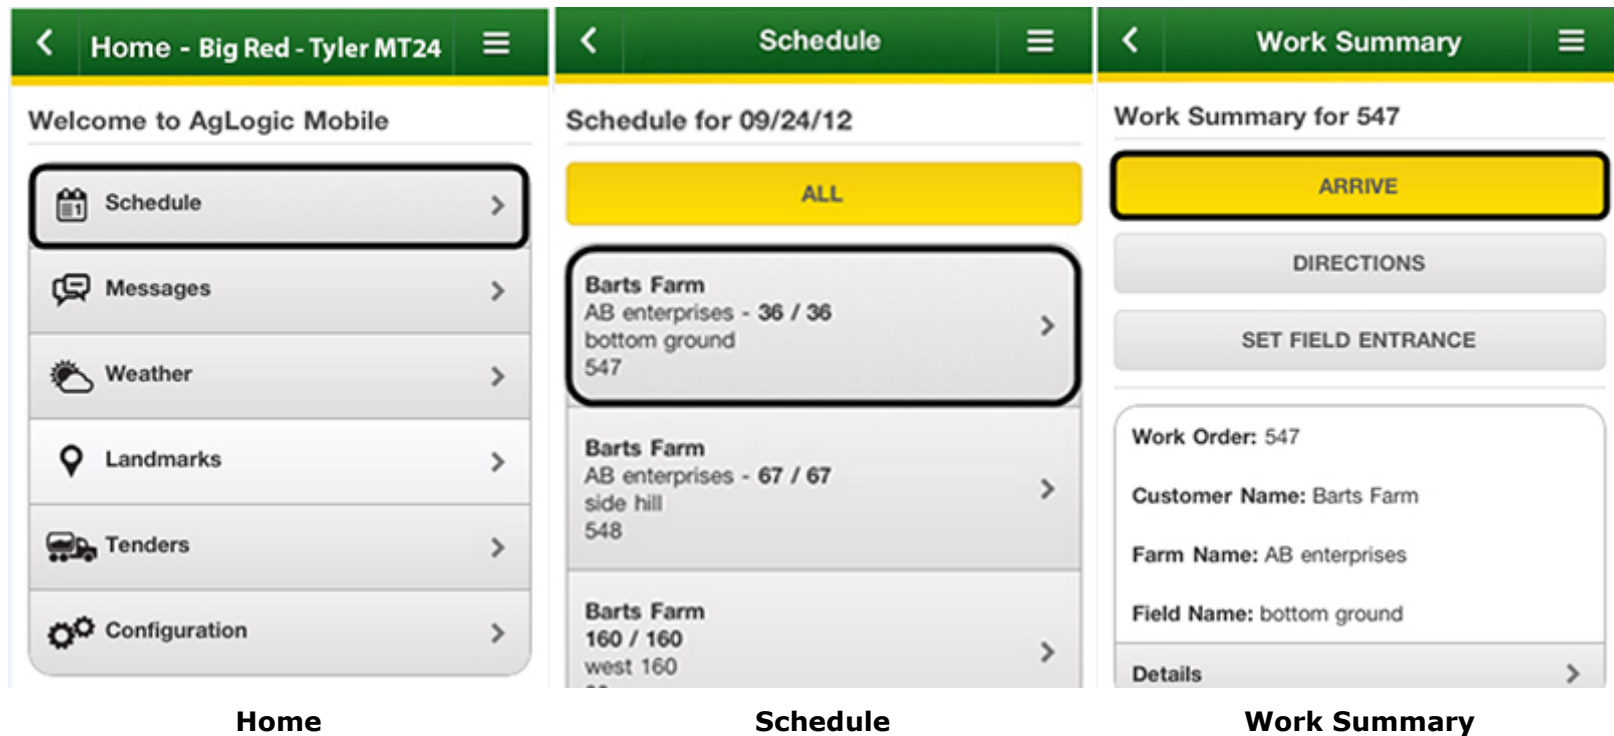 Home - Big Red - Tyler MT24
Welcome to AgLogic Mobile
1
Schedule
Messages
Weather
Landmarks
Tenders
Configuration
Home
Schedule
Schedule for 09/24/12
ALL
Barts Farm
AB enterprises - 36 / 36
bottom ground
547
Barts Farm
AB enterprises - 67 / 67
side hill
548
Barts Farm
160 / 160
west 160
Schedule
Work Summary
Work Summary for 547
ARRIVE
DIRECTIONS
SET FIELD ENTRANCE
Work Order: 547
Customer Name: Barts Farm
Farm Name: AB enterprises
Field Name: bottom ground
Details
Work Summary